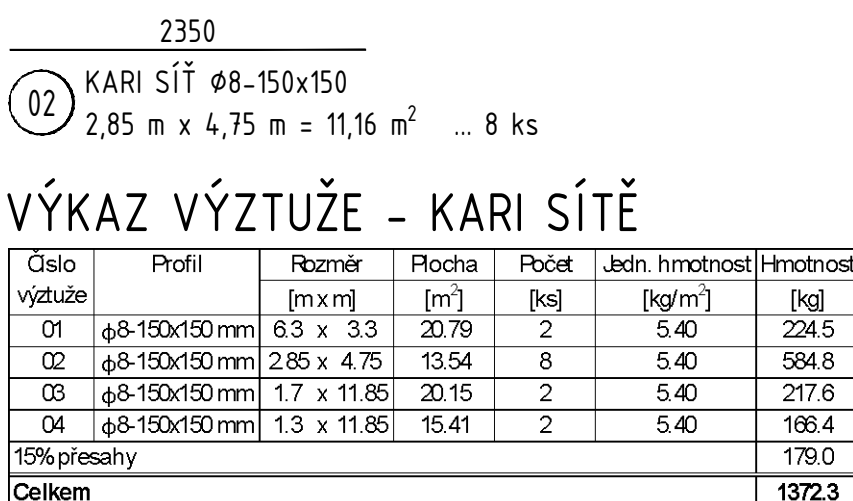 2350
02 KARI SÍŤ Ø8-150x150
2,85 m x 4,75 m = 11,16 m² ... 8 ks
VÝKAZ VÝZTUŽE - KARI SÍTĚ
Číslo výztuže Profil Rozměr Plocha Počet Jedn. hmotnost Hmotnost
[m x m] [m²] [ks] [kg/m²] [kg]
01 ϕ8-150x150 mm 6.3 x 3.3 20.79 2 5.40 224.5
02 ϕ8-150x150 mm 2.85 x 4.75 13.54 8 5.40 584.8
03 ϕ8-150x150 mm 1.7 x 11.85 20.15 2 5.40 217.6
04 ϕ8-150x150 mm 1.3 x 11.85 15.41 2 5.40 166.4
15% přesahy 179.0
Celkem 1372.3